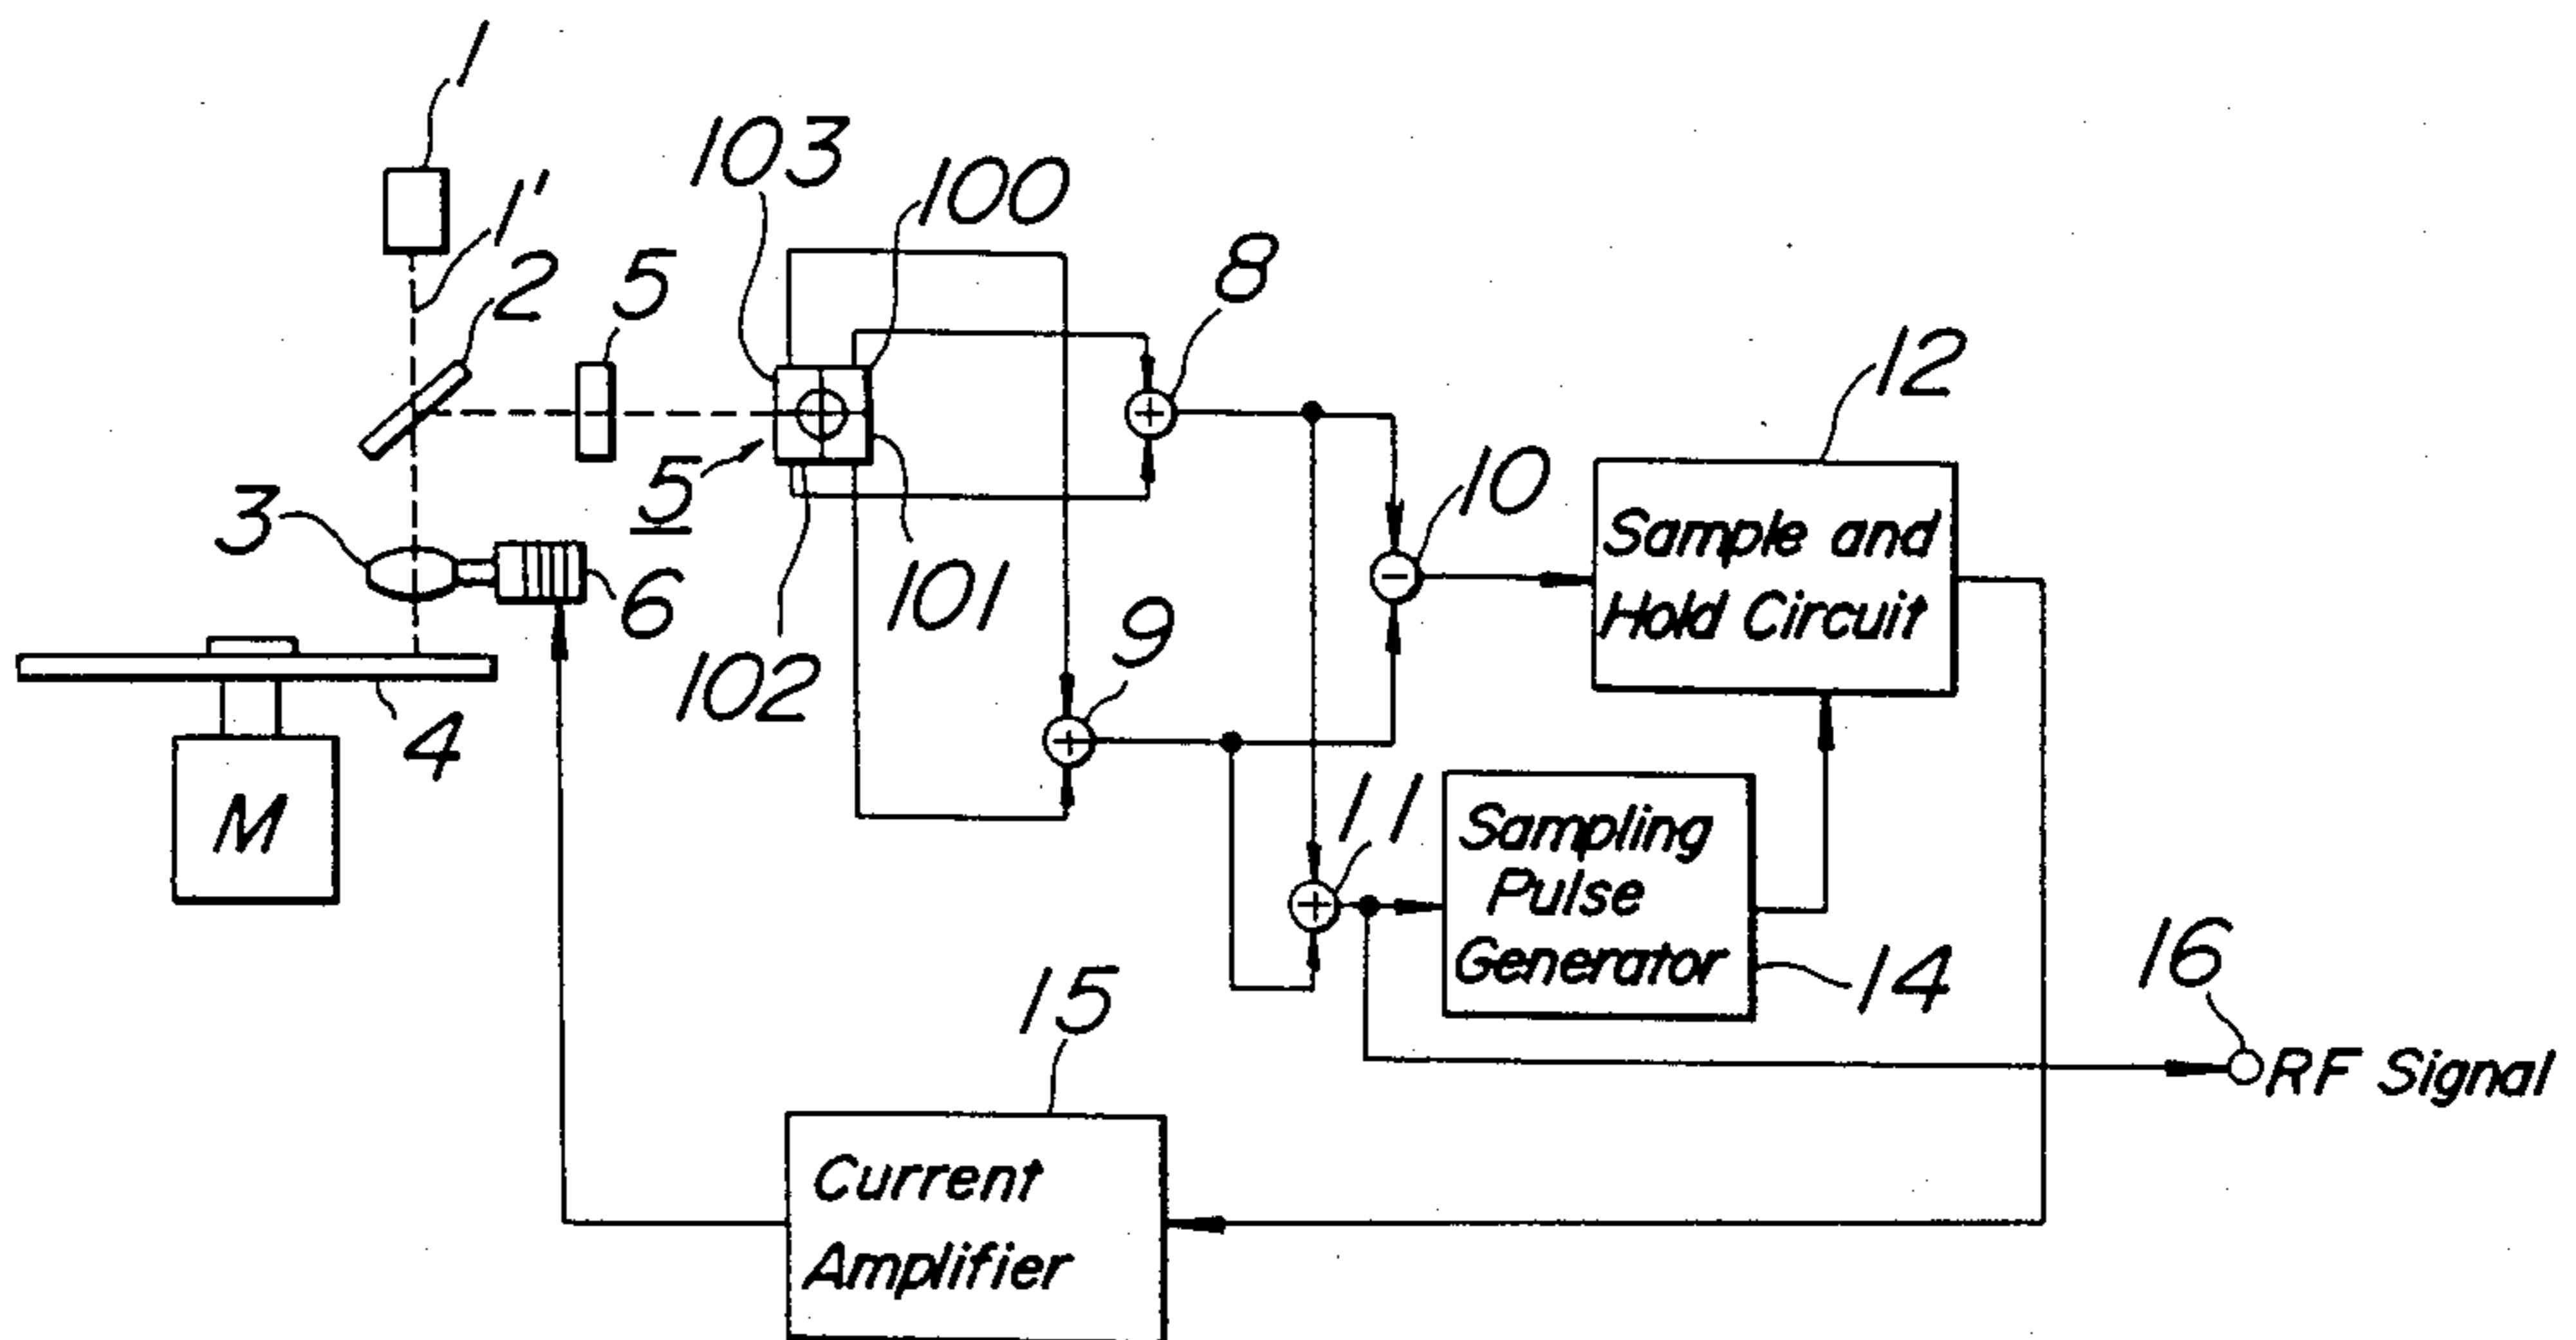 1
1'
2
5
103
100
8
12
5
3
6
102
101
10
Sample and
Hold Circuit
9
4
M
11
Sampling
Pulse
Generator
14
16
RF Signal
15
Current
Amplifier